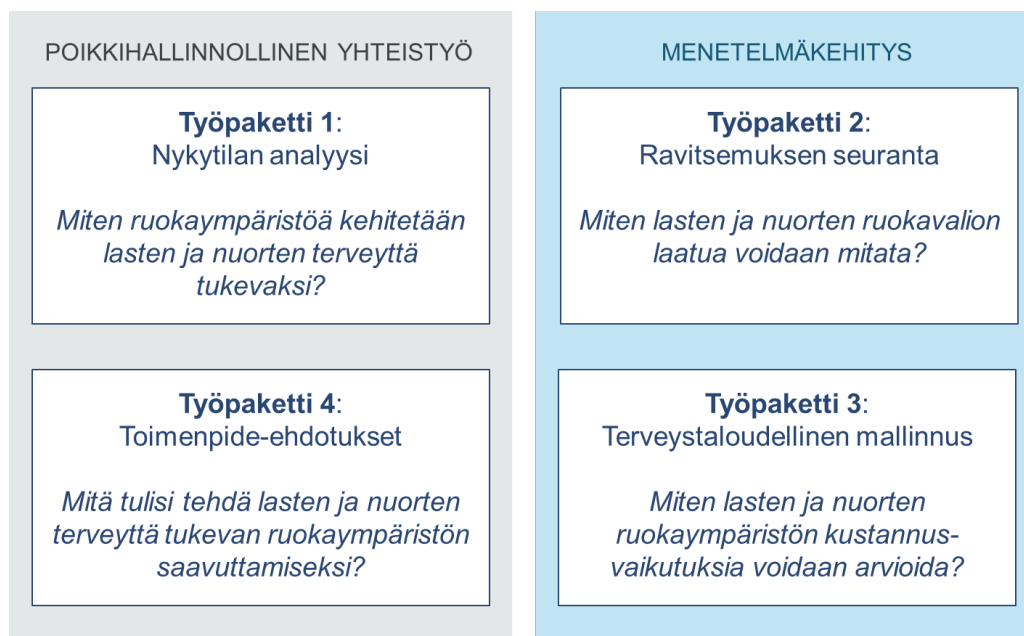 POIKKIHALLINNOLLINEN YHTEISTYÖ
Työpaketti 1:
Nykytilan analyysi
Miten ruokaympäristöä kehitetään
lasten ja nuorten terveyttä
tukevaksi?
Työpaketti 4:
Toimenpide-ehdotukset
Mitä tulisi tehdä lasten ja nuorten
terveyttä tukevan ruokaympäristön
saavuttamiseksi?
MENETELMÄKEHITYS
Työpaketti 2:
Ravitsemuksen seuranta
Miten lasten ja nuorten ruokavalion
laatua voidaan mitata?
Työpaketti 3:
Terveystaloudellinen mallinnus
Miten lasten ja nuorten
ruokaympäristön kustannus-
vaikutuksia voidaan arvioida?